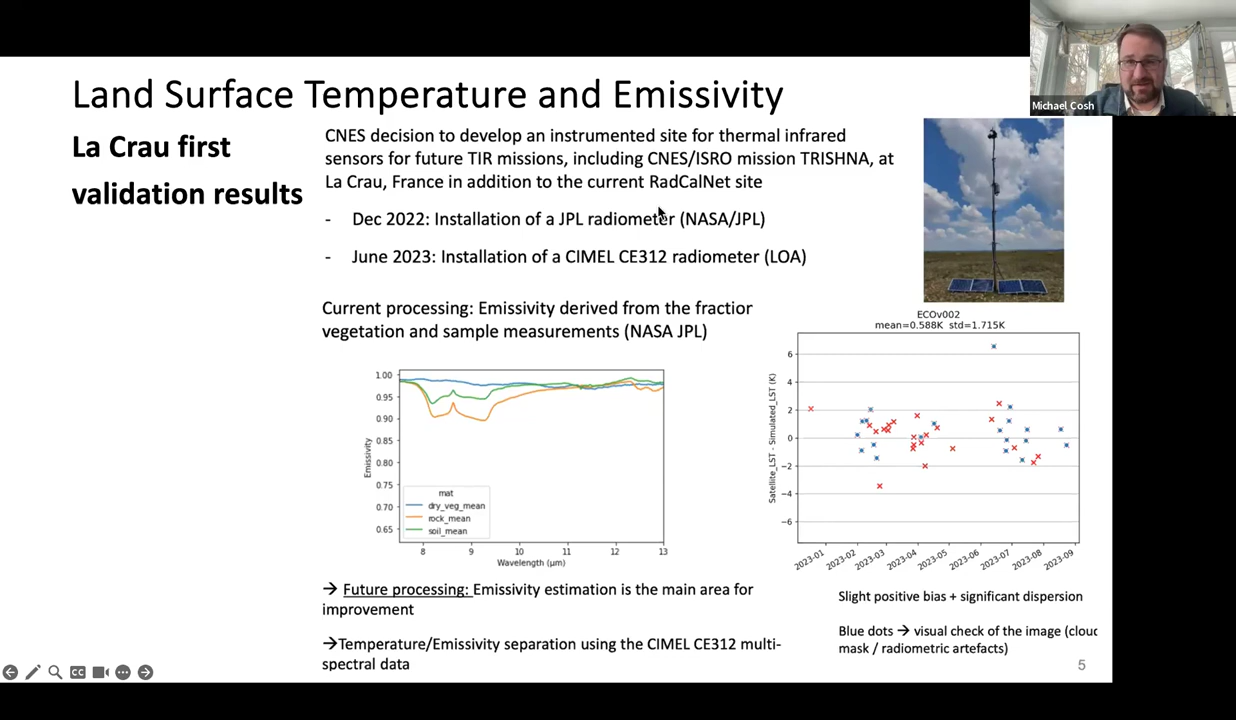 Michael Cosh
Land Surface Temperature and Emissivity
La Crau first
validation results
CNES decision to develop an instrumented site for thermal infrared
sensors for future TIR missions, including CNES/ISRO mission TRISHNA, at
La Crau, France in addition to the current RadCalNet site
- Dec 2022: Installation of a JPL radiometer (NASA/JPL)
- June 2023: Installation of a CIMEL CE312 radiometer (LOA)
Current processing: Emissivity derived from the fractior
vegetation and sample measurements (NASA JPL)
1.00
0.95
0.90
0.85
0.80
0.75
0.70
0.65
Emissivity
mat
dry_veg_mean
rock_mean
soil_mean
8 9 10 11 12 13
Wavelength (μm)
ECOv002
mean=0.588K std=1.715K
6
4
2
0
−2
−4
−6
Satellite_LST - Simulated_LST (K)
2023-01 2023-02 2023-03 2023-04 2023-05 2023-06 2023-07 2023-08 2023-09
→ Future processing: Emissivity estimation is the main area for
improvement
→Temperature/Emissivity separation using the CIMEL CE312 multi-
spectral data
Slight positive bias + significant dispersion
Blue dots → visual check of the image (clouc
mask / radiometric artefacts)
5
CC